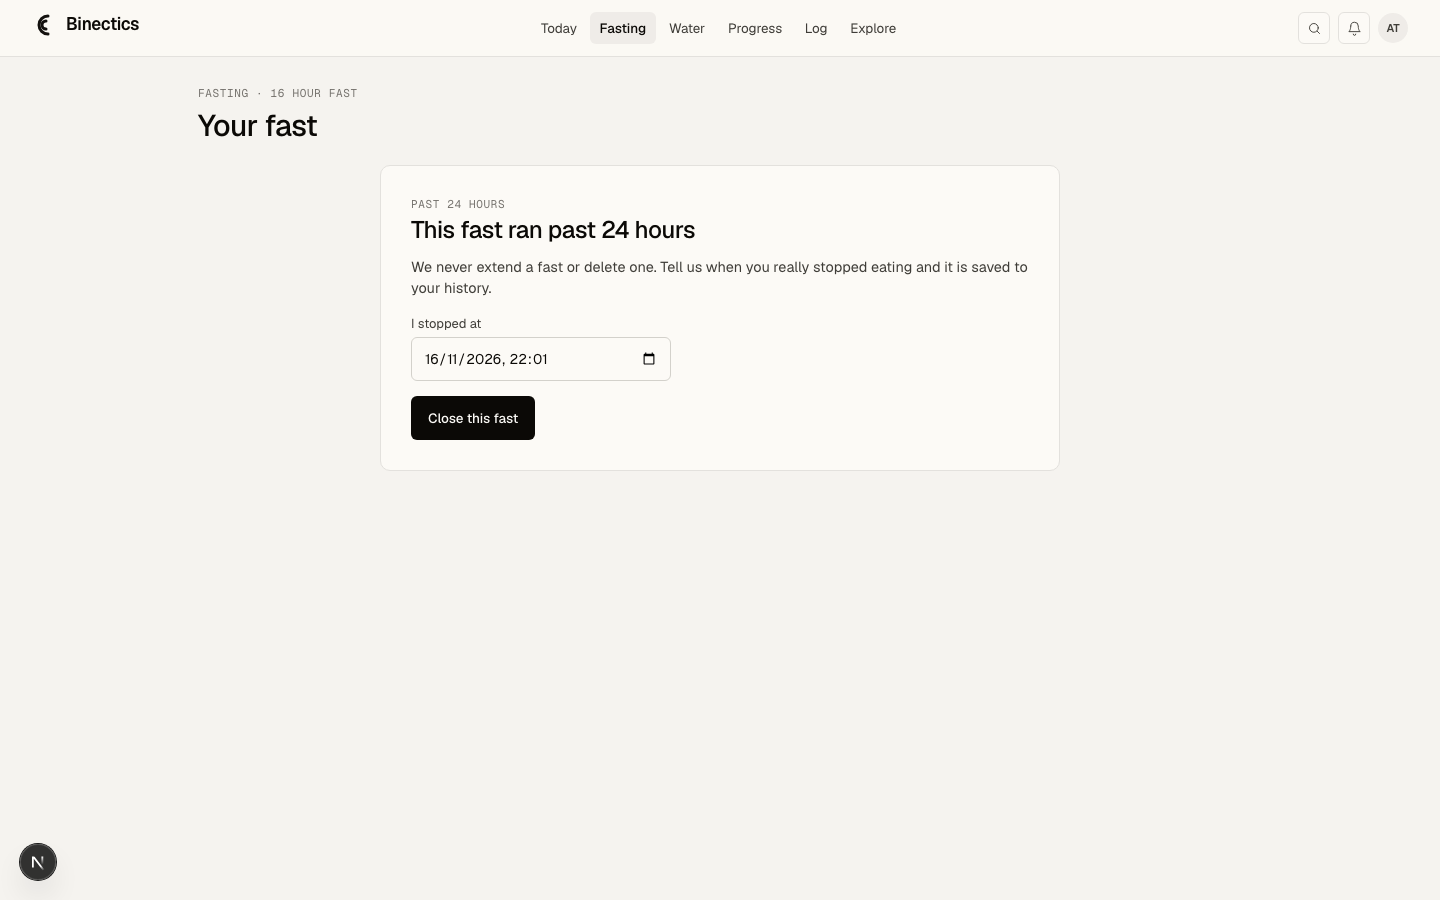 Binectics
Today Fasting Water Progress Log Explore
AT
FASTING · 16 HOUR FAST
Your fast
PAST 24 HOURS
This fast ran past 24 hours
We never extend a fast or delete one. Tell us when you really stopped eating and it is saved to
your history.
I stopped at
16/11/2026, 22:01
Close this fast
N